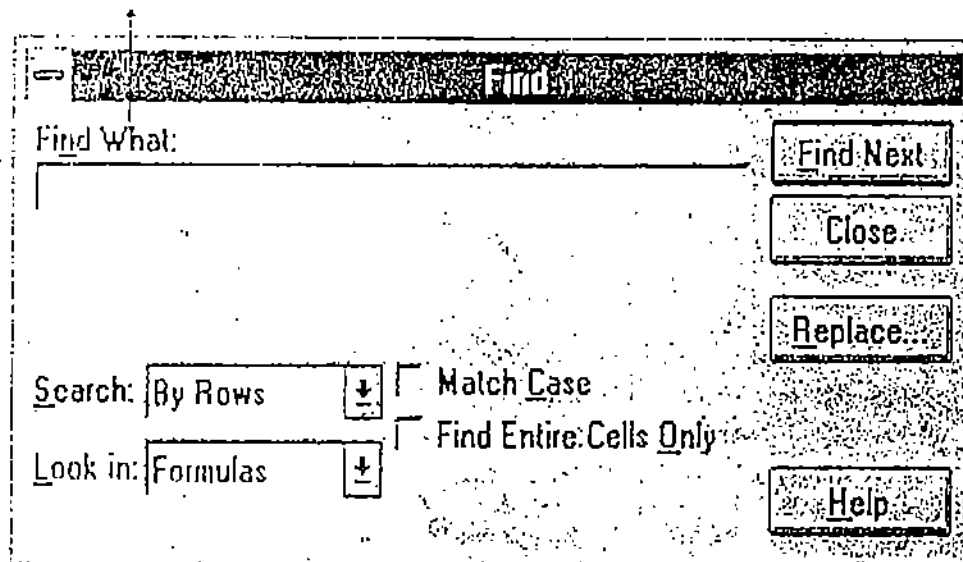 Find
Find What:
Find Next
Close
Replace...
Search: By Rows
Match Case
Find Entire Cells Only
Look in: Formulas
Help